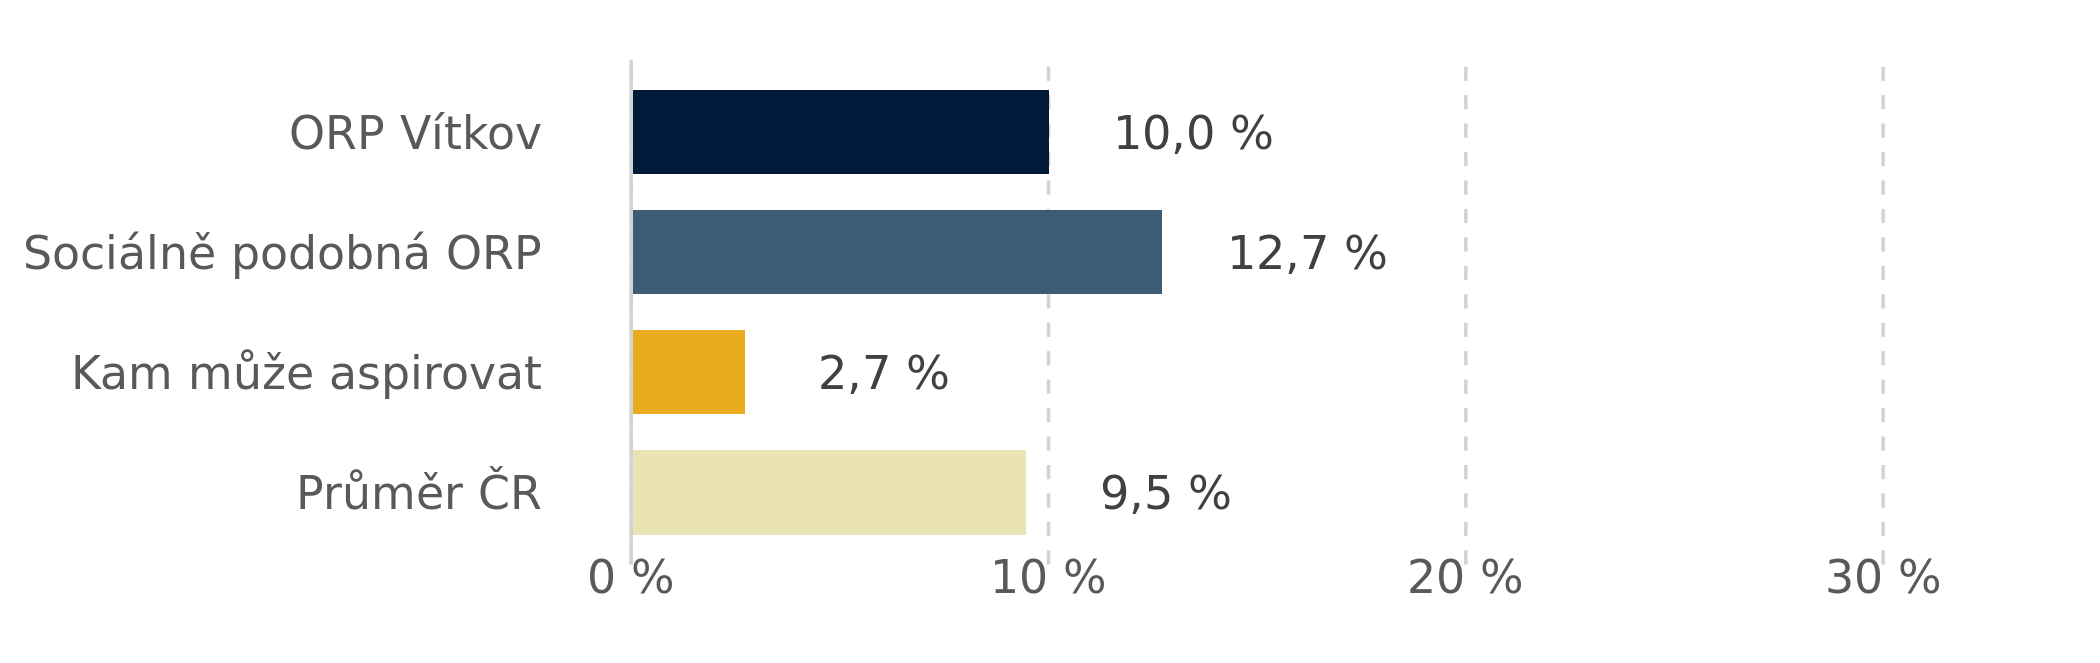 ORP Vítkov 10,0 %
Sociálně podobná ORP 12,7 %
Kam může aspirovat 2,7 %
Průměr ČR 9,5 %
0 % 10 % 20 % 30 %